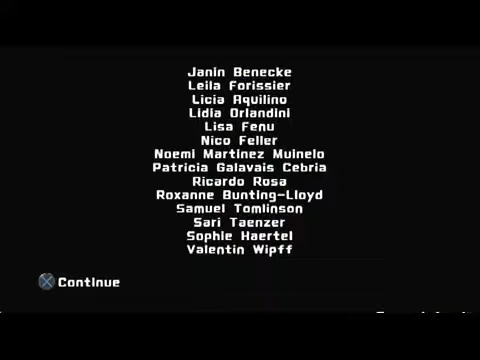 Janin Benecke
Leila Forissier
Licia Aquilino
Lidia Orlandini
Lisa Fenu
Nico Feller
Noemi Martinez Muinelo
Patricia Galavais Cebria
Ricardo Rosa
Roxanne Bunting-Lloyd
Samuel Tomlinson
Sari Taenzer
Sophie Haertel
Valentin Wipff
Continue